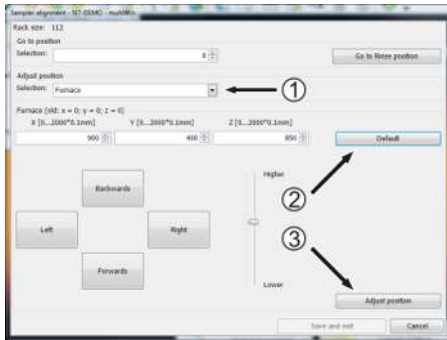 Sampler alignment - NT-DEMO - multiWin
Rack size: 112
Go to position
Selection: 0 Go to Rinse position
Adjust position
Selection: Furnace ①
Furnace (old: x = 0; y = 0; z = 0)
X [0...2000*0.1mm] Y [0...2000*0.1mm] Z [0...2000*0.1mm]
900 400 850 Default
Backwards Higher
②
Left Right
③
Forwards Lower
Adjust position
Save and exit Cancel